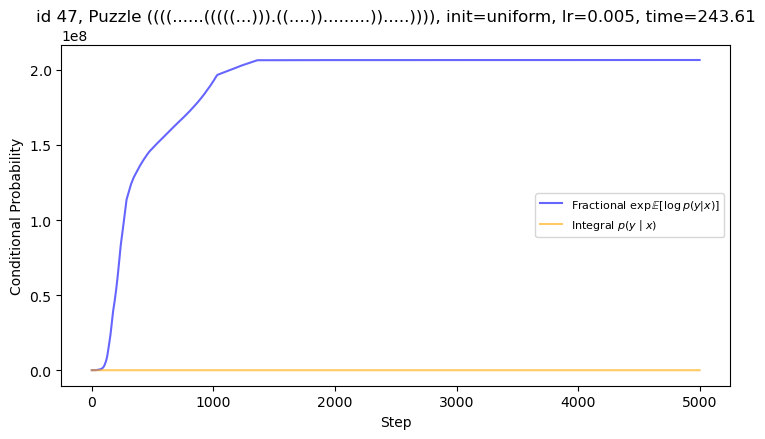 id 47, Puzzle ((((......(((((...))).((....)).........)).....)))), init=uniform, lr=0.005, time=243.61
1e8
2.0
1.5
1.0
0.5
0.0
Conditional Probability
Fractional exp𝔼[log p(y|x)]
Integral p(y | x)
0 1000 2000 3000 4000 5000
Step